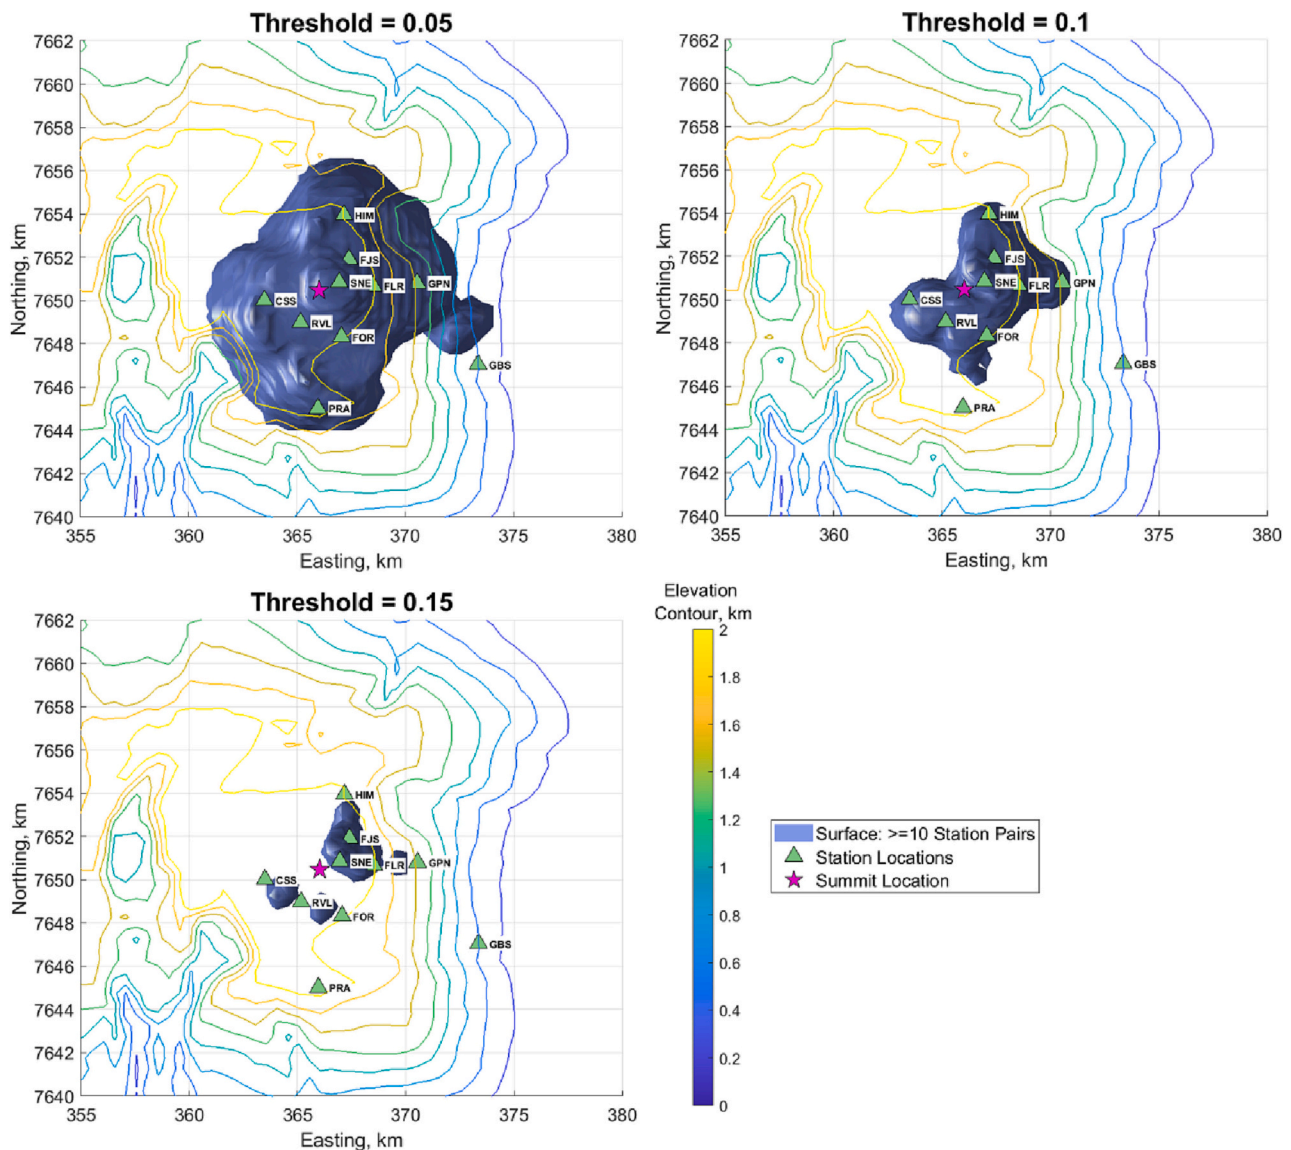 Threshold = 0.05
7662
7660
7658
7656
7654
7652
7650
7648
7646
7644
7642
7640
Northing, km
HIM
FJS
SNE
FLR
GPN
CSS
RVL
FOR
GBS
PRA
355
360
365
370
375
380
Easting, km
Threshold = 0.1
7662
7660
7658
7656
7654
7652
7650
7648
7646
7644
7642
7640
Northing, km
HIM
FJS
SNE
FLR
GPN
CSS
RVL
FOR
GBS
PRA
355
360
365
370
375
380
Easting, km
Threshold = 0.15
7662
7660
7658
7656
7654
7652
7650
7648
7646
7644
7642
7640
Northing, km
HIM
FJS
SNE
FLR
GPN
CSS
RVL
FOR
GBS
PRA
355
360
365
370
375
380
Easting, km
Elevation
Contour, km
2
1.8
1.6
1.4
1.2
1
0.8
0.6
0.4
0.2
0
Surface: >=10 Station Pairs
Station Locations
Summit Location